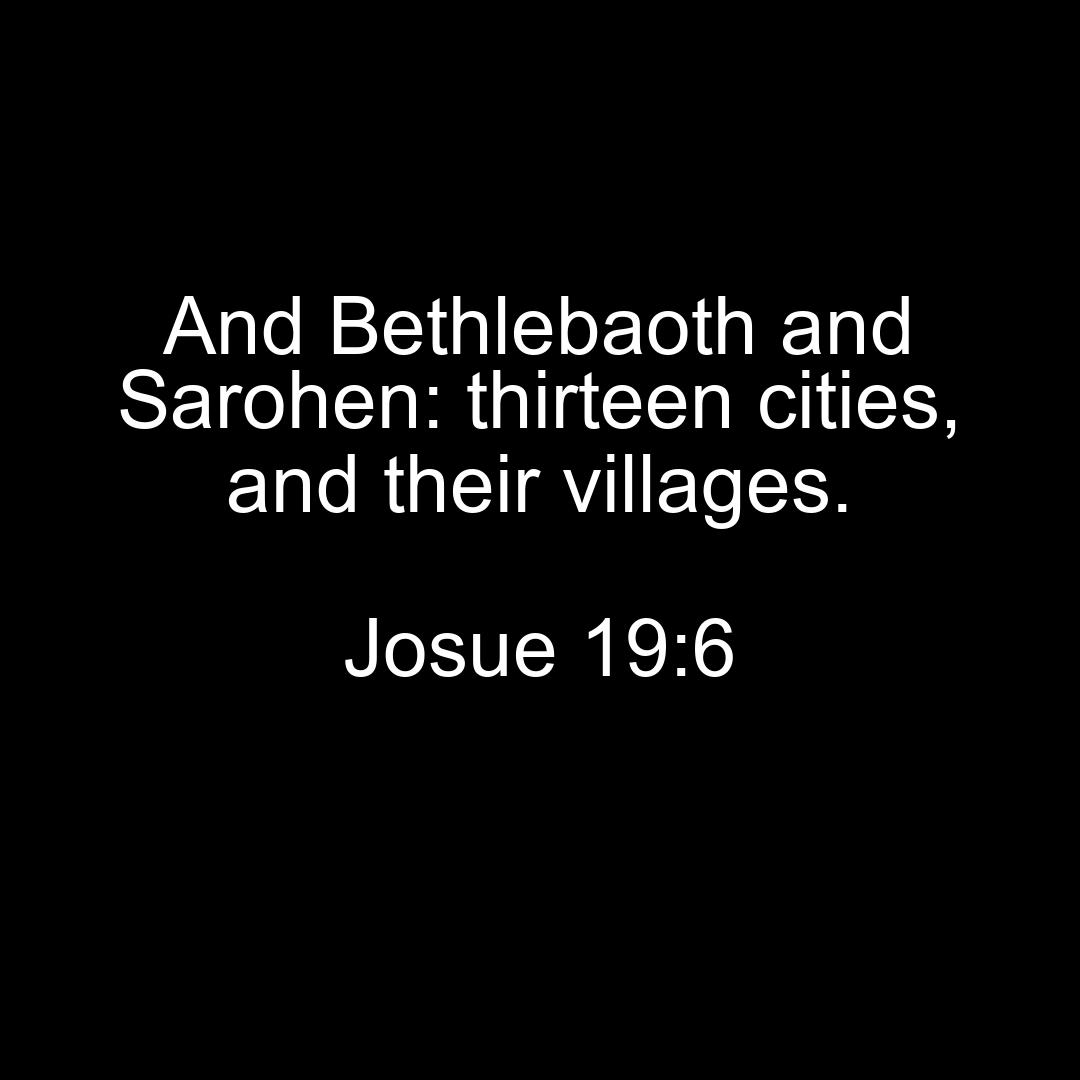 And Bethlebaoth and
Sarohen: thirteen cities,
and their villages.
Josue 19:6